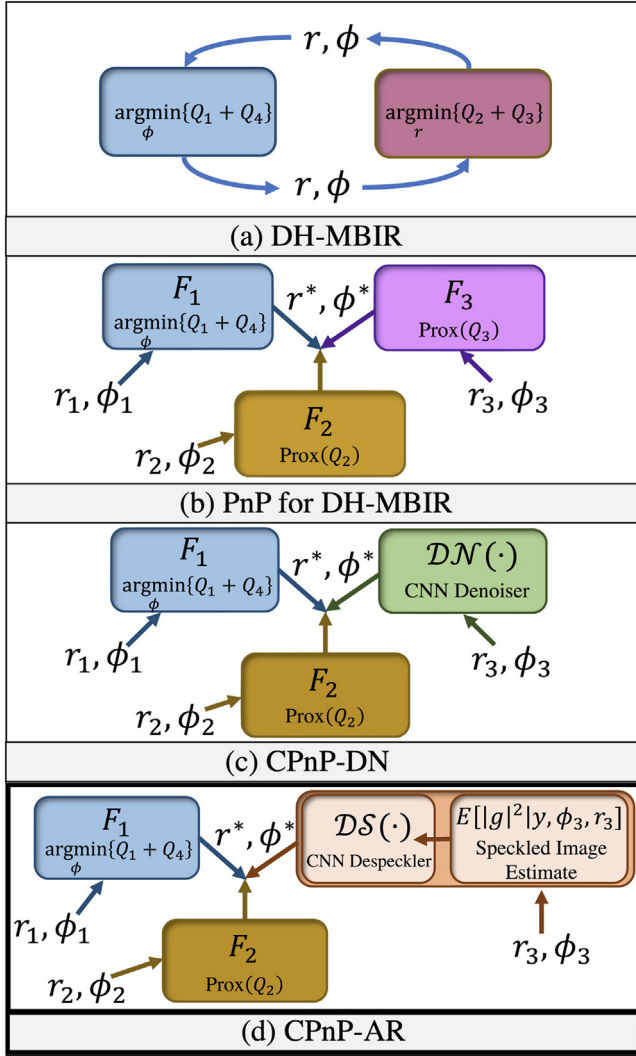 r, ϕ
argmin{Q₁ + Q₄}
ϕ
argmin{Q₂ + Q₃}
r
r, ϕ
(a) DH-MBIR
F₁
argmin{Q₁ + Q₄}
ϕ
r*, ϕ*
F₃
Prox(Q₃)
r₁, ϕ₁
r₃, ϕ₃
F₂
Prox(Q₂)
r₂, ϕ₂
(b) PnP for DH-MBIR
F₁
argmin{Q₁ + Q₄}
ϕ
r*, ϕ*
𝒟𝒩(·)
CNN Denoiser
r₁, ϕ₁
r₃, ϕ₃
F₂
Prox(Q₂)
r₂, ϕ₂
(c) CPnP-DN
F₁
argmin{Q₁ + Q₄}
ϕ
r*, ϕ*
𝒟𝒮(·)
CNN Despeckler
E[|g|²|y, ϕ₃, r₃]
Speckled Image
Estimate
r₁, ϕ₁
r₃, ϕ₃
F₂
Prox(Q₂)
r₂, ϕ₂
(d) CPnP-AR